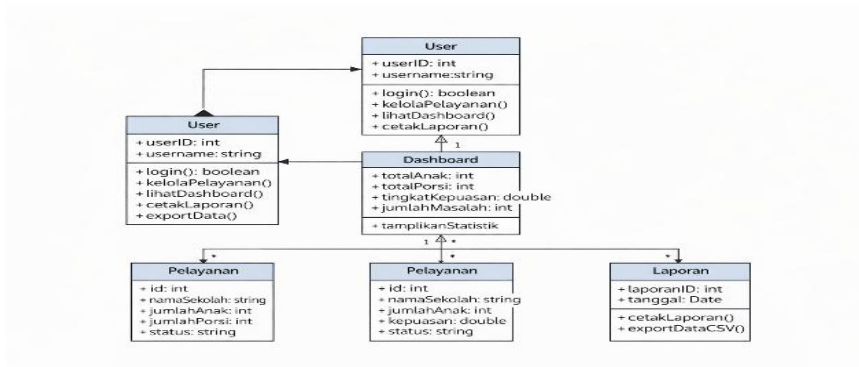 User
+ userID: int
+ username:string
+ login(): boolean
+ kelolaPelayanan()
+ lihatDashboard()
+ cetakLaporan()
1
User
+ userID: int
+ username: string
+ login(): boolean
+ kelolaPelayanan()
+ lihatDashboard()
+ cetakLaporan()
+ exportData()
Dashboard
+ totalAnak: int
+ totalPorsi: int
+ tingkatKepuasan: double
+ jumlahMasalah: int
+ tamplikanStatistik
1 *
* * *
Pelayanan
+ id: int
+ namaSekolah: string
+ jumlahAnak: int
+ jumlahPorsi: int
+ status: string
Pelayanan
+ id: int
+ namaSekolah: string
+ jumlahAnak: int
+ kepuasan: double
+ status: string
Laporan
+ laporanID: int
+ tanggal: Date
+ cetakLaporan()
+ exportDataCSV()